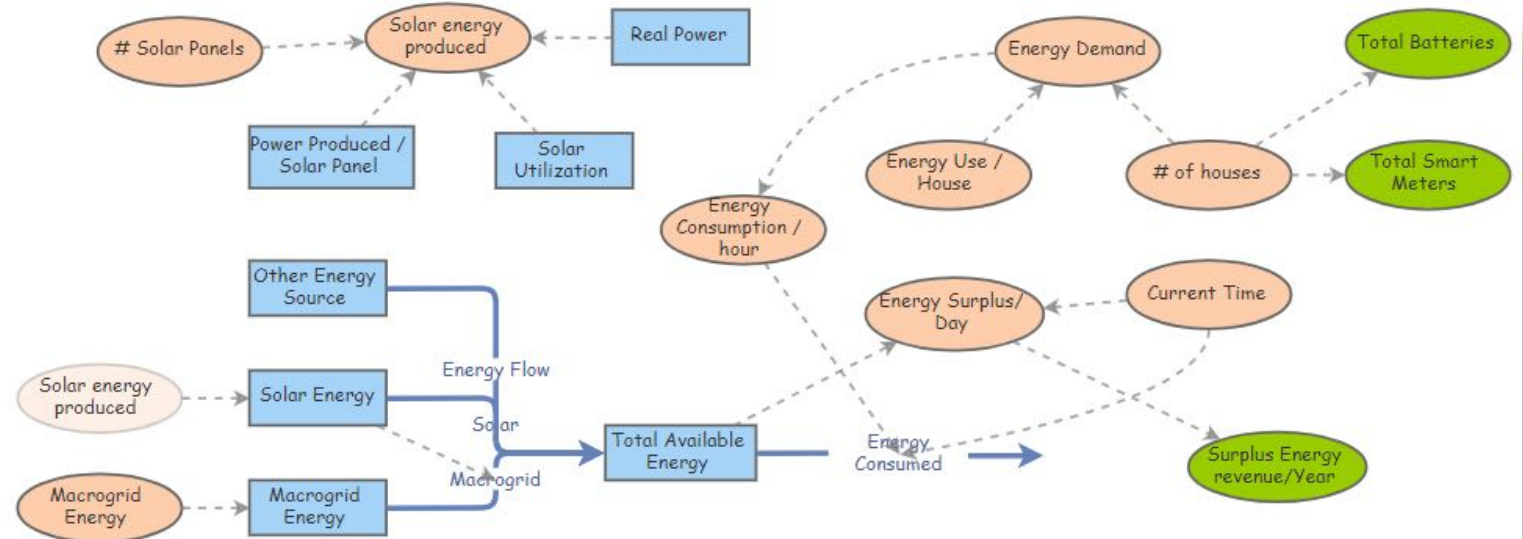 # Solar Panels
Solar energy
produced
Real Power
Energy Demand
Total Batteries
Power Produced /
Solar Panel
Solar
Utilization
Energy Use /
House
# of houses
Total Smart
Meters
Energy
Consumption /
hour
Other Energy
Source
Energy Surplus/
Day
Current Time
Energy Flow
Solar energy
produced
Solar Energy
Solar
Total Available
Energy
Energy
Consumed
Surplus Energy
revenue/Year
Macrogrid
Macrogrid
Energy
Macrogrid
Energy